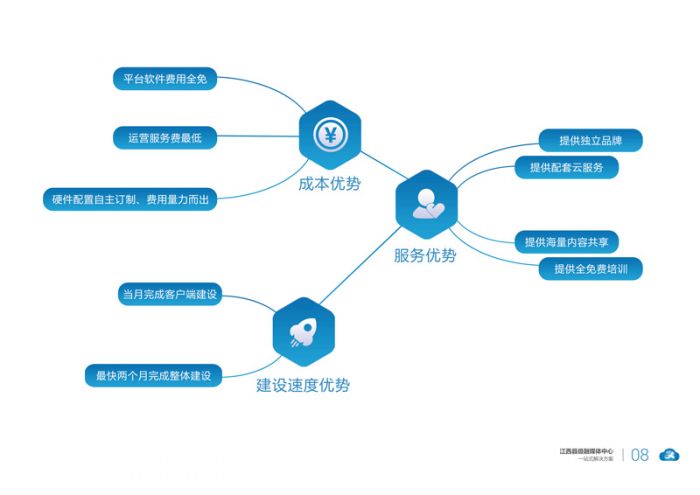 平台软件费用全免
运营服务费最低
硬件配置自主订制、费用量力而出
¥
成本优势
提供独立品牌
提供配套云服务
服务优势
提供海量内容共享
提供全免费培训
当月完成客户端建设
最快两个月完成整体建设
建设速度优势
江西县级融媒体中心
一站式解决方案
08